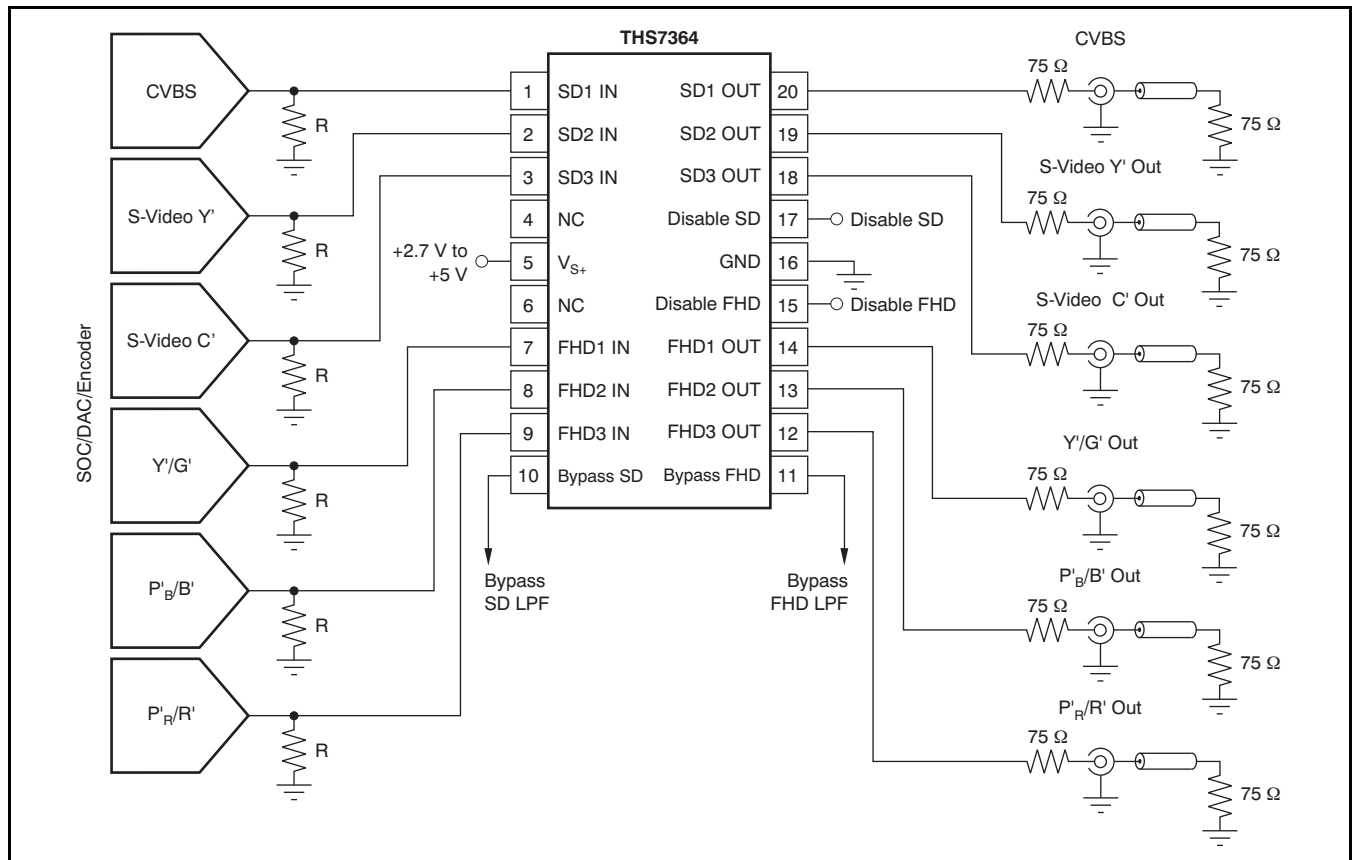 THS7364
CVBS
SOC/DAC/Encoder
CVBS
R
S-Video Y'
R
S-Video C'
R
Y'/G'
R
P'B/B'
R
P'R/R'
R
+2.7 V to
+5 V
1 SD1 IN
2 SD2 IN
3 SD3 IN
4 NC
5 VS+
6 NC
7 FHD1 IN
8 FHD2 IN
9 FHD3 IN
10 Bypass SD
SD1 OUT 20
SD2 OUT 19
SD3 OUT 18
Disable SD 17
GND 16
Disable FHD 15
FHD1 OUT 14
FHD2 OUT 13
FHD3 OUT 12
Bypass FHD 11
Disable SD
Disable FHD
Bypass
SD LPF
Bypass
FHD LPF
75 Ω
75 Ω
S-Video Y' Out
75 Ω
75 Ω
S-Video C' Out
75 Ω
75 Ω
Y'/G' Out
75 Ω
75 Ω
P'B/B' Out
75 Ω
75 Ω
P'R/R' Out
75 Ω
75 Ω